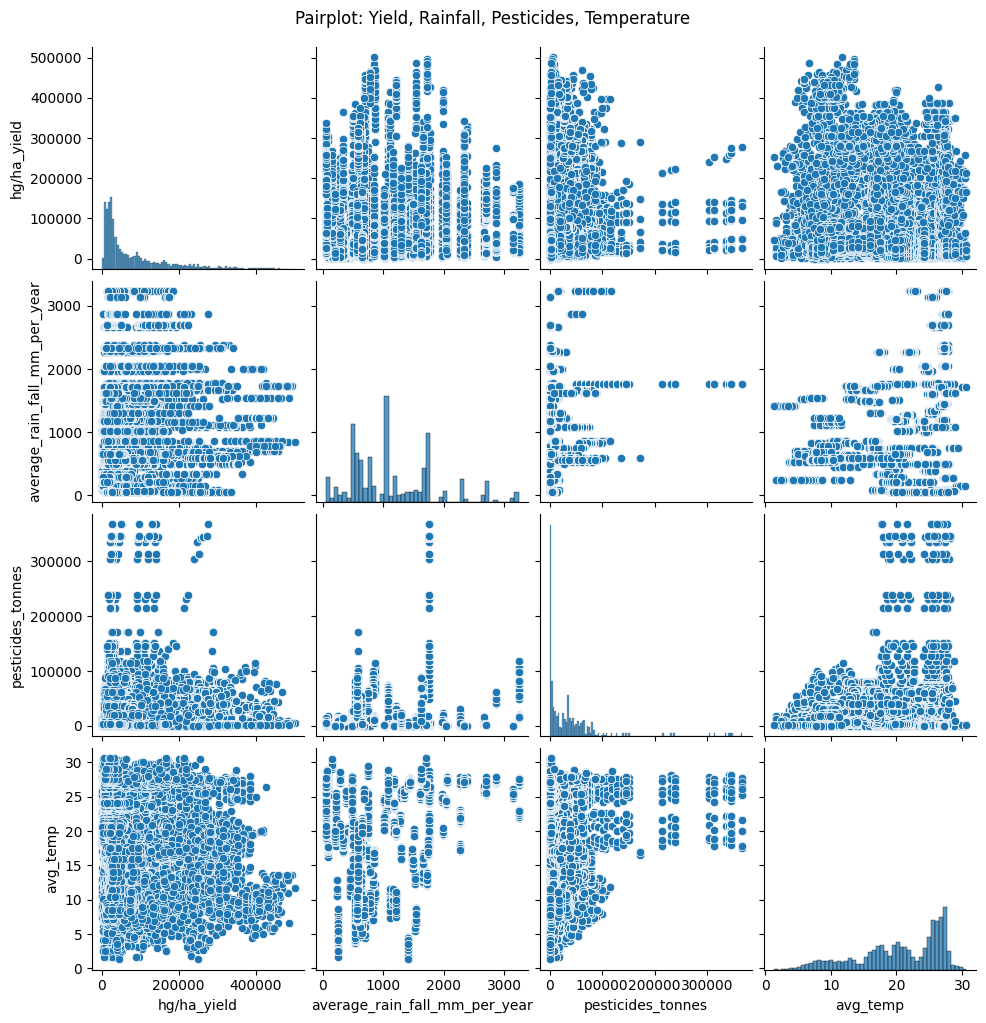 Pairplot: Yield, Rainfall, Pesticides, Temperature
hg/ha_yield
500000
400000
300000
200000
100000
0
average_rain_fall_mm_per_year
3000
2000
1000
0
pesticides_tonnes
300000
200000
100000
0
avg_temp
30
25
20
15
10
5
0
0 200000 400000
hg/ha_yield
0 1000 2000 3000
average_rain_fall_mm_per_year
0 100000 200000 300000
pesticides_tonnes
0 10 20 30
avg_temp